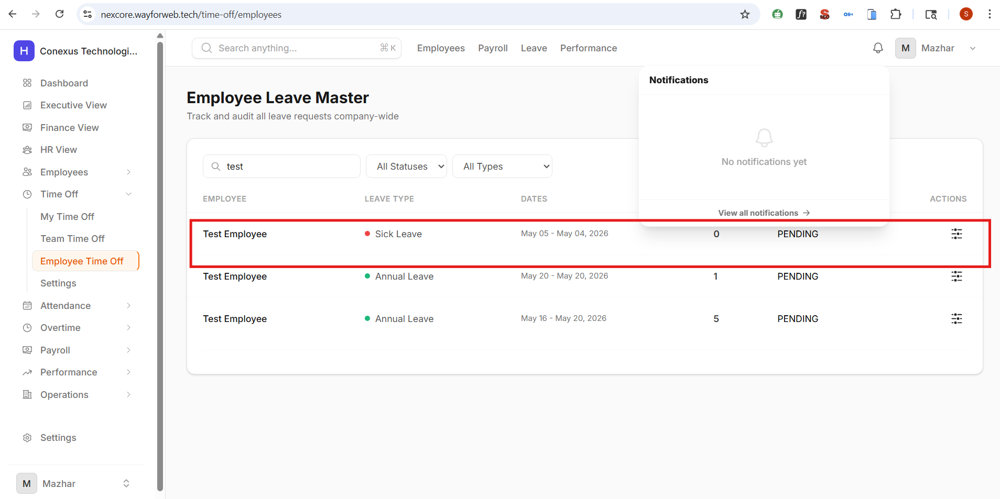 nexcore.wayforweb.tech/time-off/employees
SEO
S
H Conexus Technologi...
Search anything... ⌘ K
Employees Payroll Leave Performance
M Mazhar
Dashboard
Executive View
Finance View
HR View
Employees
Time Off
My Time Off
Team Time Off
Employee Time Off
Settings
Attendance
Overtime
Payroll
Performance
Operations
Settings
M Mazhar
Employee Leave Master
Track and audit all leave requests company-wide
Notifications
No notifications yet
View all notifications →
test All Statuses All Types
EMPLOYEE LEAVE TYPE DATES ACTIONS
Test Employee Sick Leave May 05 - May 04, 2026 0 PENDING
Test Employee Annual Leave May 20 - May 20, 2026 1 PENDING
Test Employee Annual Leave May 16 - May 20, 2026 5 PENDING